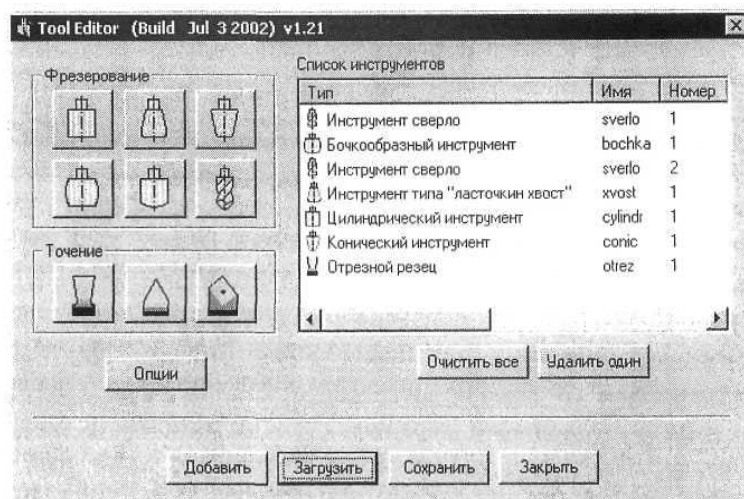 Tool Editor (Build Jul 3 2002) v1.21
Фрезерование
Точение
Опции
Список инструментов
Тип Имя Номер
Инструмент сверло sverlo 1
Бочкообразный инструмент bochka 1
Инструмент сверло sverlo 2
Инструмент типа "ласточкин хвост" xvost 1
Цилиндрический инструмент cylindr 1
Конический инструмент conic 1
Отрезной резец otrez 1
Очистить все Удалить один
Добавить Загрузить Сохранить Закрыть